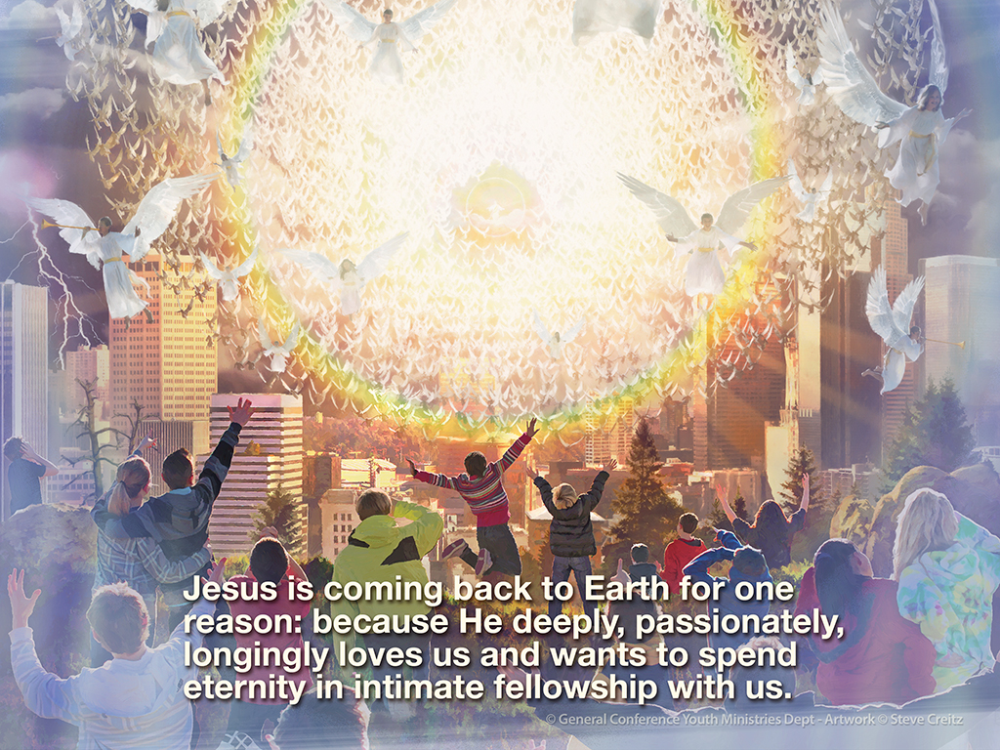 Jesus is coming back to Earth for one
reason: because He deeply, passionately,
longingly loves us and wants to spend
eternity in intimate fellowship with us.
© General Conference Youth Ministries Dept - Artwork © Steve Creitz